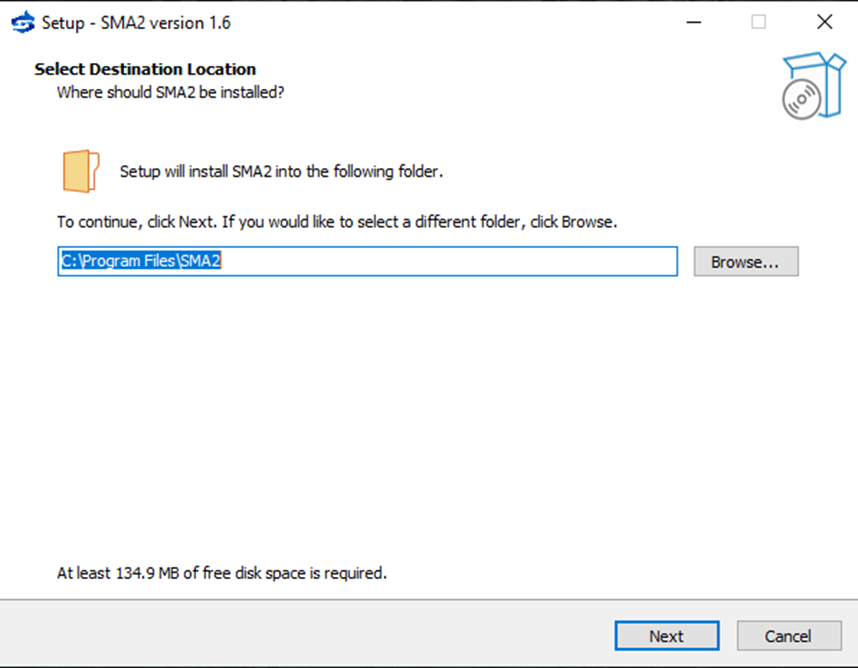 Setup - SMA2 version 1.6
Select Destination Location
Where should SMA2 be installed?
Setup will install SMA2 into the following folder.
To continue, click Next. If you would like to select a different folder, click Browse.
C:\Program Files\SMA2
Browse...
At least 134.9 MB of free disk space is required.
Next
Cancel